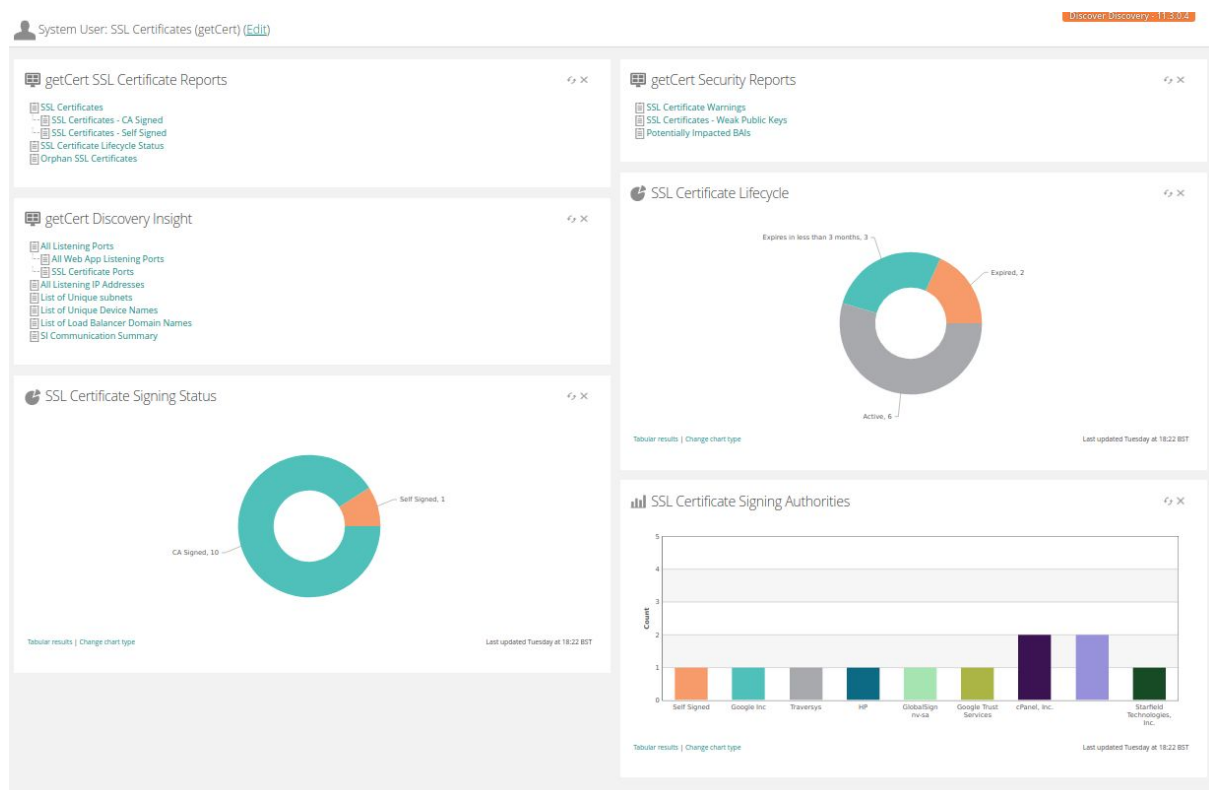 System User: SSL Certificates (getCert) (Edit)
Discover Discovery - 11.3.0.4
getCert SSL Certificate Reports
SSL Certificates
SSL Certificates - CA Signed
SSL Certificates - Self Signed
SSL Certificate Lifecycle Status
Orphan SSL Certificates
getCert Discovery Insight
All Listening Ports
All Web App Listening Ports
SSL Certificate Ports
All Listening IP Addresses
List of Unique subnets
List of Unique Device Names
List of Load Balancer Domain Names
SI Communication Summary
SSL Certificate Signing Status
Self Signed, 1
CA Signed, 10
Tabular results | Change chart type
Last updated Tuesday at 18:22 BST
getCert Security Reports
SSL Certificate Warnings
SSL Certificates - Weak Public Keys
Potentially Impacted BAIs
SSL Certificate Lifecycle
Expires in less than 3 months, 3
Expired, 2
Active, 6
Tabular results | Change chart type
Last updated Tuesday at 18:22 BST
SSL Certificate Signing Authorities
5
4
3
2
1
0
Count
Self Signed
Google Inc
Traversys
HP
GlobalSign
nv-sa
Google Trust
Services
cPanel, Inc.
Starfield
Technologies,
Inc.
Tabular results | Change chart type
Last updated Tuesday at 18:22 BST